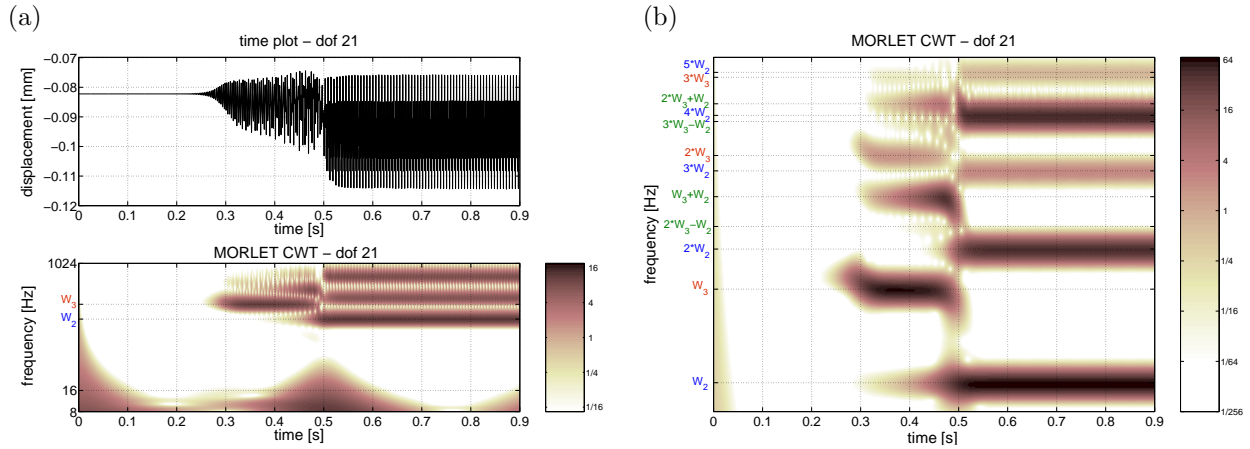 (a)
time plot – dof 21
displacement [mm]
−0.07
−0.08
−0.09
−0.1
−0.11
−0.12
0 0.1 0.2 0.3 0.4 0.5 0.6 0.7 0.8 0.9
time [s]
MORLET CWT – dof 21
frequency [Hz]
1024
W3
W2
16
8
0 0.1 0.2 0.3 0.4 0.5 0.6 0.7 0.8 0.9
time [s]
16
4
1
1/4
1/16
(b)
MORLET CWT – dof 21
frequency [Hz]
5*W2
3*W3
2*W3+W2
4*W2
3*W3−W2
2*W3
3*W2
W3+W2
2*W3−W2
2*W2
W3
W2
0 0.1 0.2 0.3 0.4 0.5 0.6 0.7 0.8 0.9
time [s]
64
16
4
1
1/4
1/16
1/64
1/256